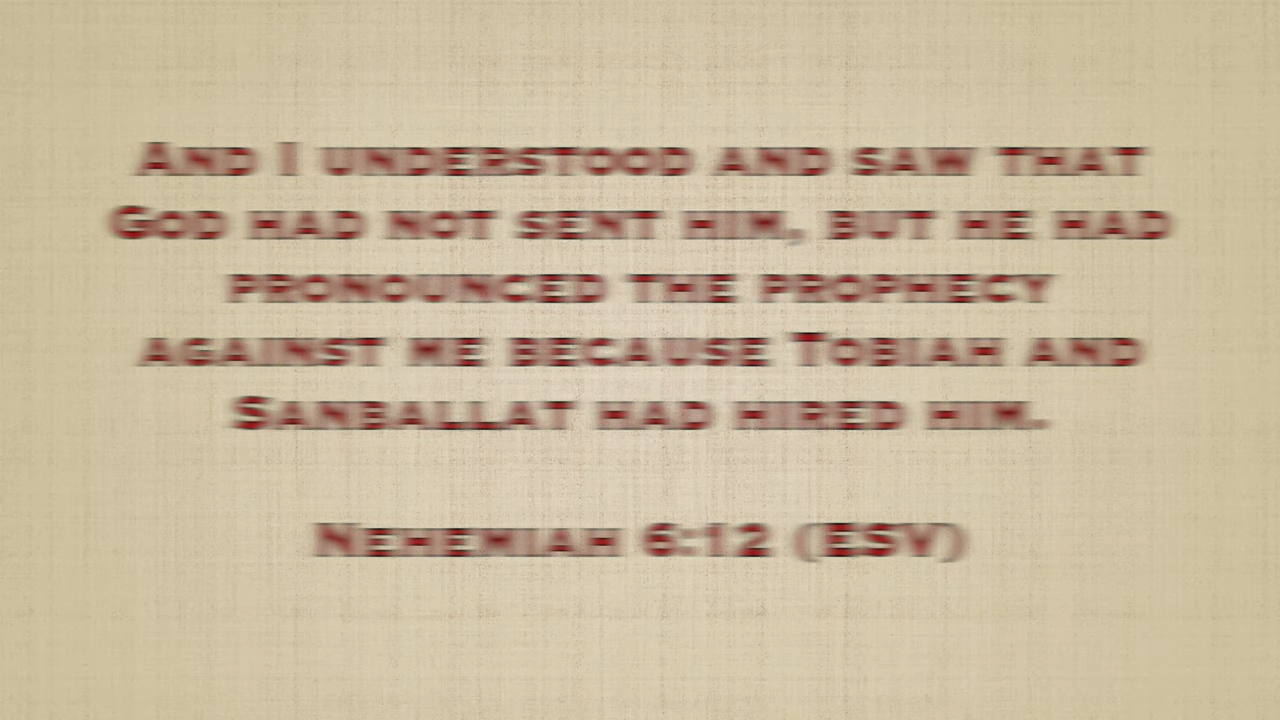 And I understood and saw that
God had not sent him, but he had
pronounced the prophecy
against me because Tobiah and
Sanballat had hired him.
Nehemiah 6:12 (ESV)